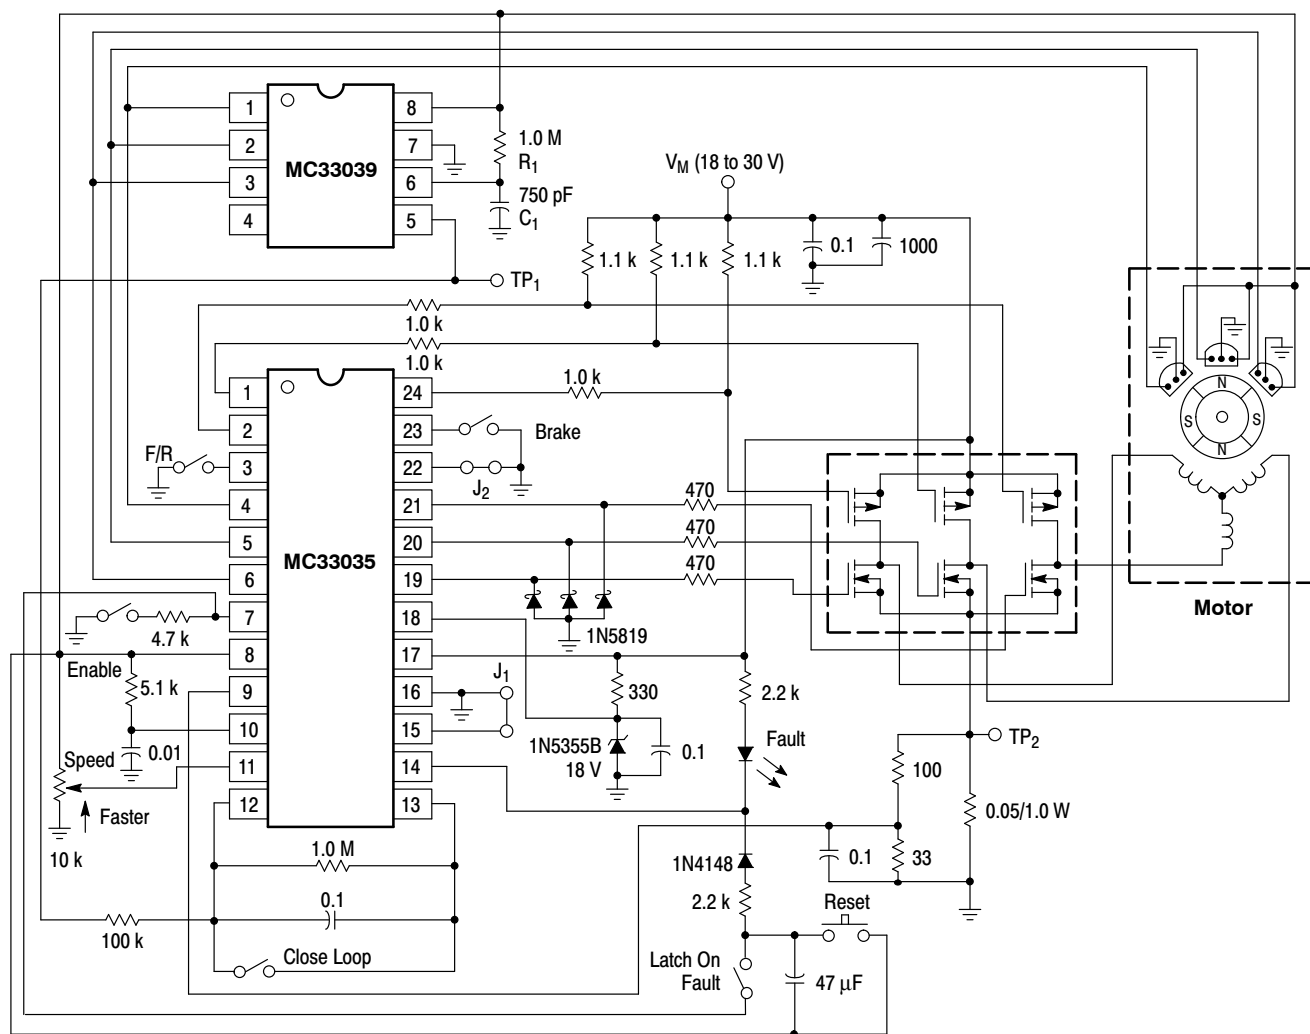 1
2
3
4
MC33039
8
7
6
5
1.0 M
R1
750 pF
C1
VM (18 to 30 V)
1.1 k
1.1 k
1.1 k
0.1
1000
TP1
1.0 k
1.0 k
1.0 k
1
2
3
4
5
6
7
8
9
10
11
12
MC33035
24
23
22
21
20
19
18
17
16
15
14
13
F/R
Brake
J2
470
470
470
N
S
S
N
Motor
4.7 k
1N5819
Enable
5.1 k
J1
330
2.2 k
0.01
1N5355B
18 V
0.1
Fault
TP2
Speed
Faster
10 k
100
0.05/1.0 W
1.0 M
1N4148
0.1
33
0.1
2.2 k
Reset
100 k
Close Loop
Latch On
Fault
47 μF